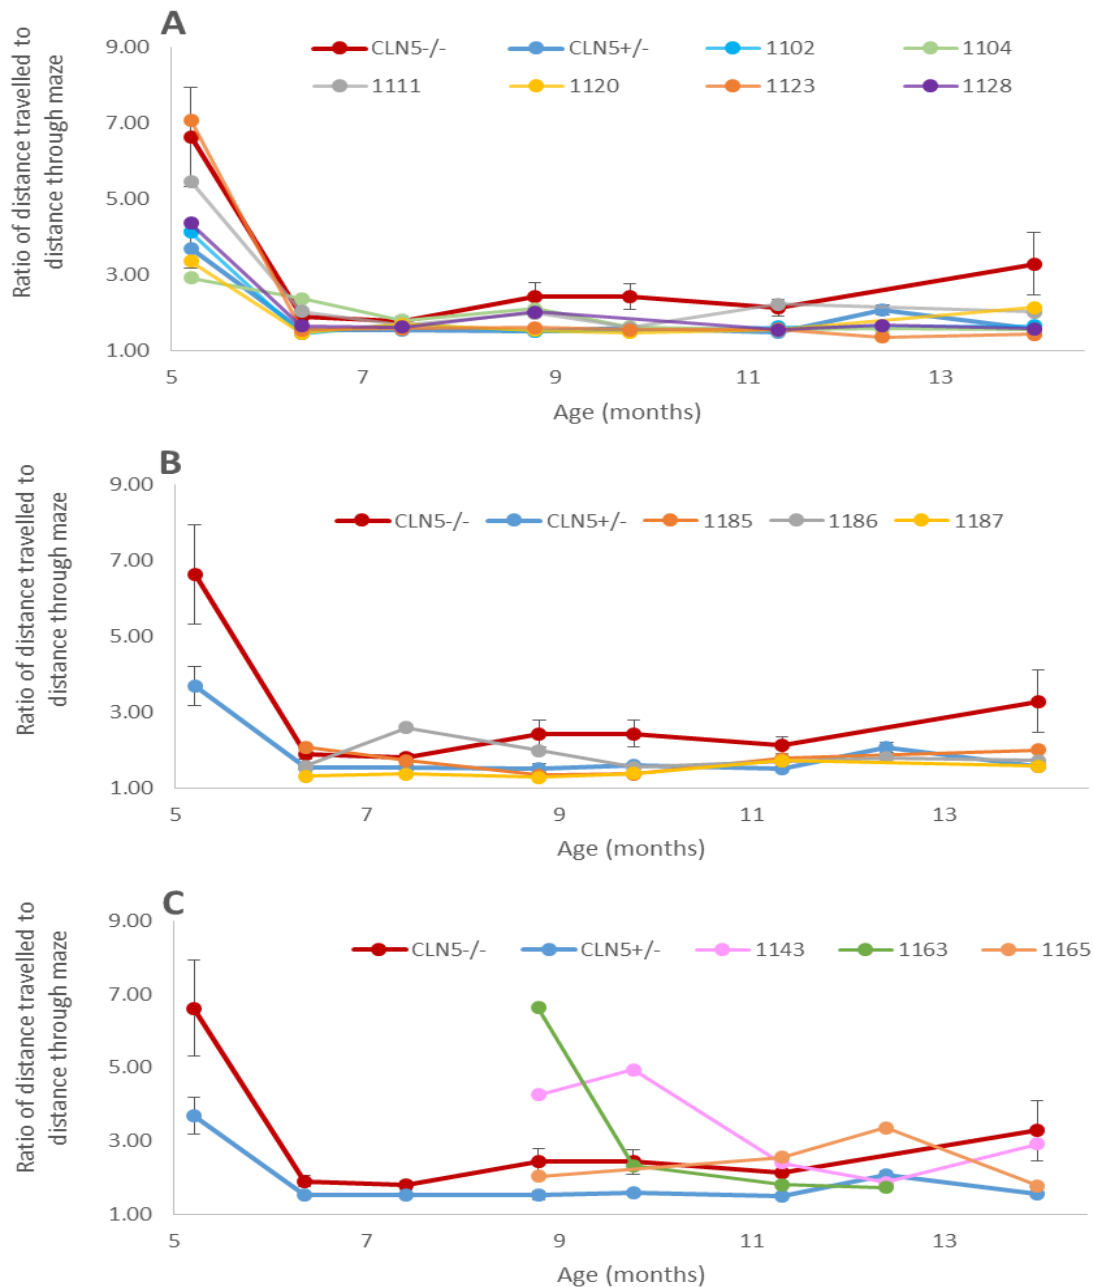 A
Ratio of distance travelled to
distance through maze
9.00
7.00
5.00
3.00
1.00
CLN5-/-
CLN5+/-
1102
1104
1111
1120
1123
1128
5
7
9
11
13
Age (months)
B
Ratio of distance travelled to
distance through maze
9.00
7.00
5.00
3.00
1.00
CLN5-/-
CLN5+/-
1185
1186
1187
5
7
9
11
13
Age (months)
C
Ratio of distance travelled to
distance through maze
9.00
7.00
5.00
3.00
1.00
CLN5-/-
CLN5+/-
1143
1163
1165
5
7
9
11
13
Age (months)